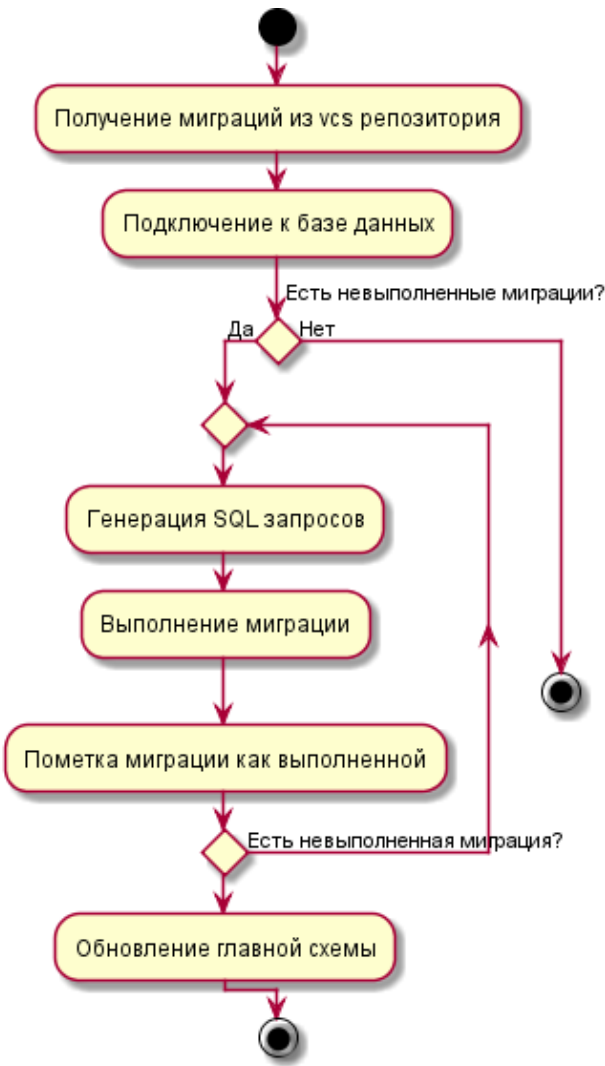 Получение миграций из vcs репозитория
Подключение к базе данных
Есть невыполненные миграции?
Да
Нет
Генерация SQL запросов
Выполнение миграции
Пометка миграции как выполненной
Есть невыполненная миграция?
Обновление главной схемы